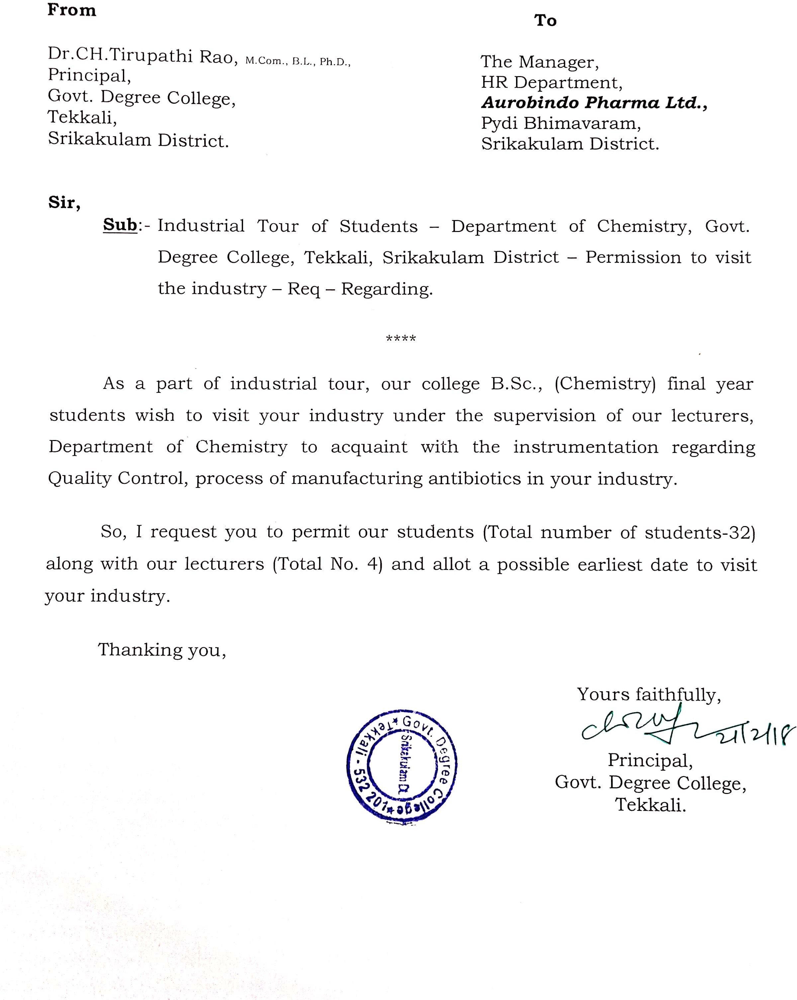 From
To
Dr.CH.Tirupathi Rao, M.Com., B.L., Ph.D.,
Principal,
Govt. Degree College,
Tekkali,
Srikakulam District.
The Manager,
HR Department,
Aurobindo Pharma Ltd.,
Pydi Bhimavaram,
Srikakulam District.
Sir,
Sub:- Industrial Tour of Students – Department of Chemistry, Govt.
Degree College, Tekkali, Srikakulam District – Permission to visit
the industry – Req – Regarding.
****
As a part of industrial tour, our college B.Sc., (Chemistry) final year
students wish to visit your industry under the supervision of our lecturers,
Department of Chemistry to acquaint with the instrumentation regarding
Quality Control, process of manufacturing antibiotics in your industry.
So, I request you to permit our students (Total number of students-32)
along with our lecturers (Total No. 4) and allot a possible earliest date to visit
your industry.
Thanking you,
Yours faithfully,
Principal,
Govt. Degree College,
Tekkali.
*Govt. Degree College*
Tekkali - 532 201
Srikakulam Dt